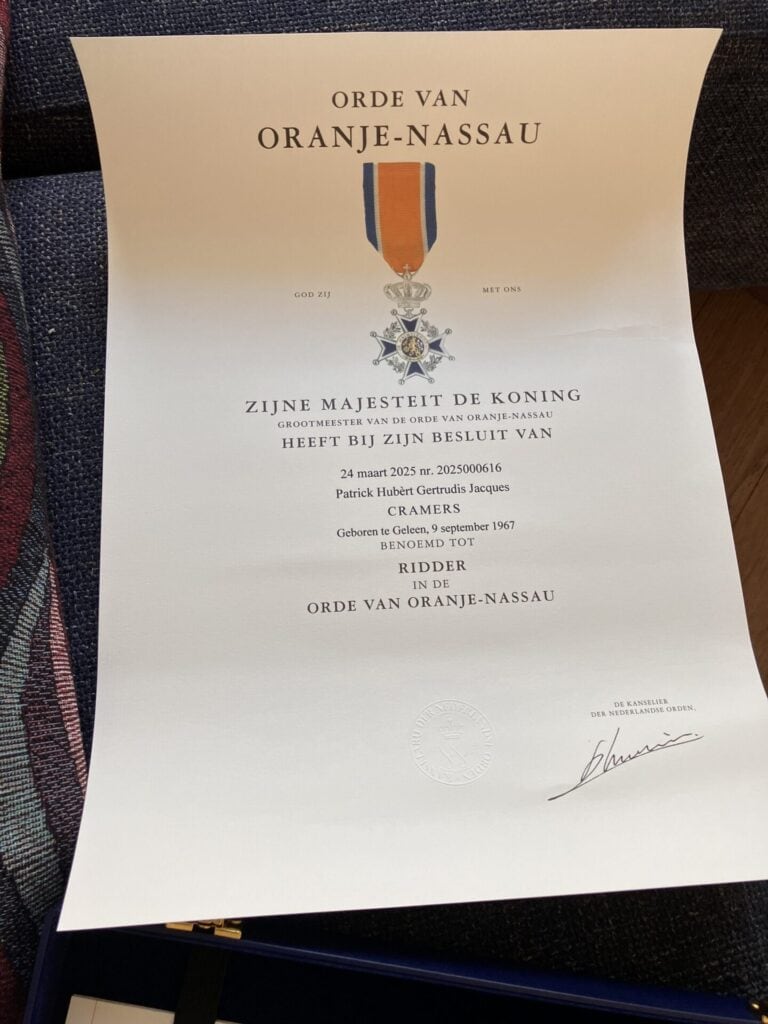 ORDE VAN
ORANJE-NASSAU
GOD ZIJ MET ONS
ZIJNE MAJESTEIT DE KONING
GROOTMEESTER VAN DE ORDE VAN ORANJE-NASSAU
HEEFT BIJ ZIJN BESLUIT VAN
24 maart 2025 nr. 2025000616
Patrick Hubèrt Gertrudis Jacques
CRAMERS
Geboren te Geleen, 9 september 1967
BENOEMD TOT
RIDDER
IN DE
ORDE VAN ORANJE-NASSAU
DE KANSELIER
DER NEDERLANDSE ORDEN,